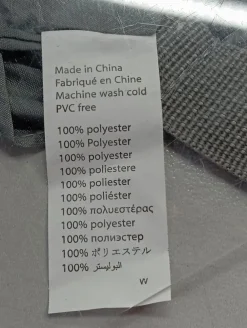 Made in China
Fabriqué en Chine
Machine wash cold
PVC free
100% polyester
100% Polyester
100% polyester
100% poliestere
100% poliester
100% poliéster
100% πολυεστέρας
100% polyester
100% полиэстер
100% ポリエステル
100% البوليستر
W